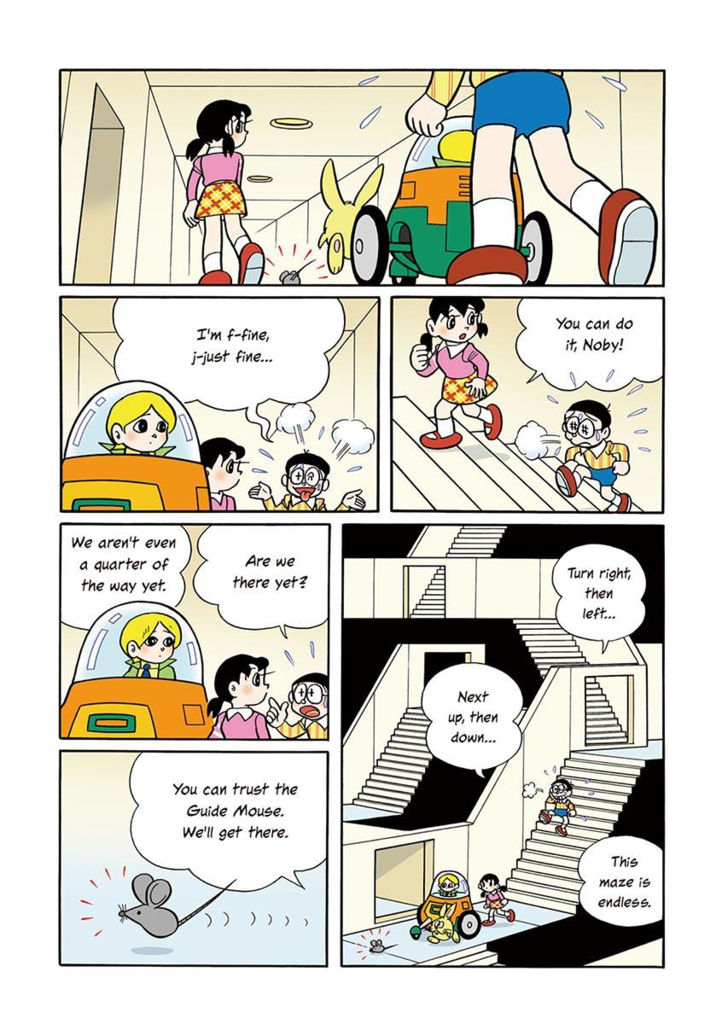 You can do
it, Noby!
I'm f-fine,
j-just fine...
Turn right,
then
left...
Next
up, then
down...
This
maze is
endless.
Are we
there yet?
We aren't even
a quarter of
the way yet.
You can trust the
Guide Mouse.
We'll get there.